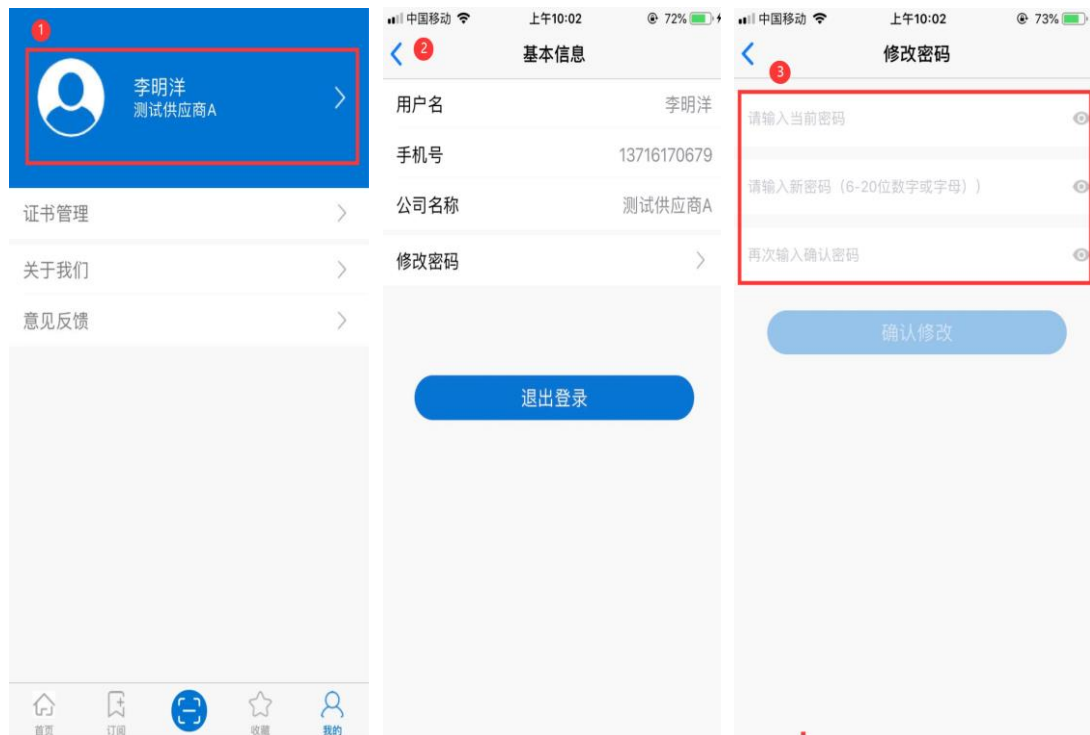 1
李明洋
测试供应商A
证书管理
关于我们
意见反馈
首页
订阅
收藏
我的
中国移动 上午10:02 72%
2
基本信息
用户名 李明洋
手机号 13716170679
公司名称 测试供应商A
修改密码
退出登录
中国移动 上午10:02 73%
修改密码
3
请输入当前密码
请输入新密码（6-20位数字或字母））
再次输入确认密码
确认修改